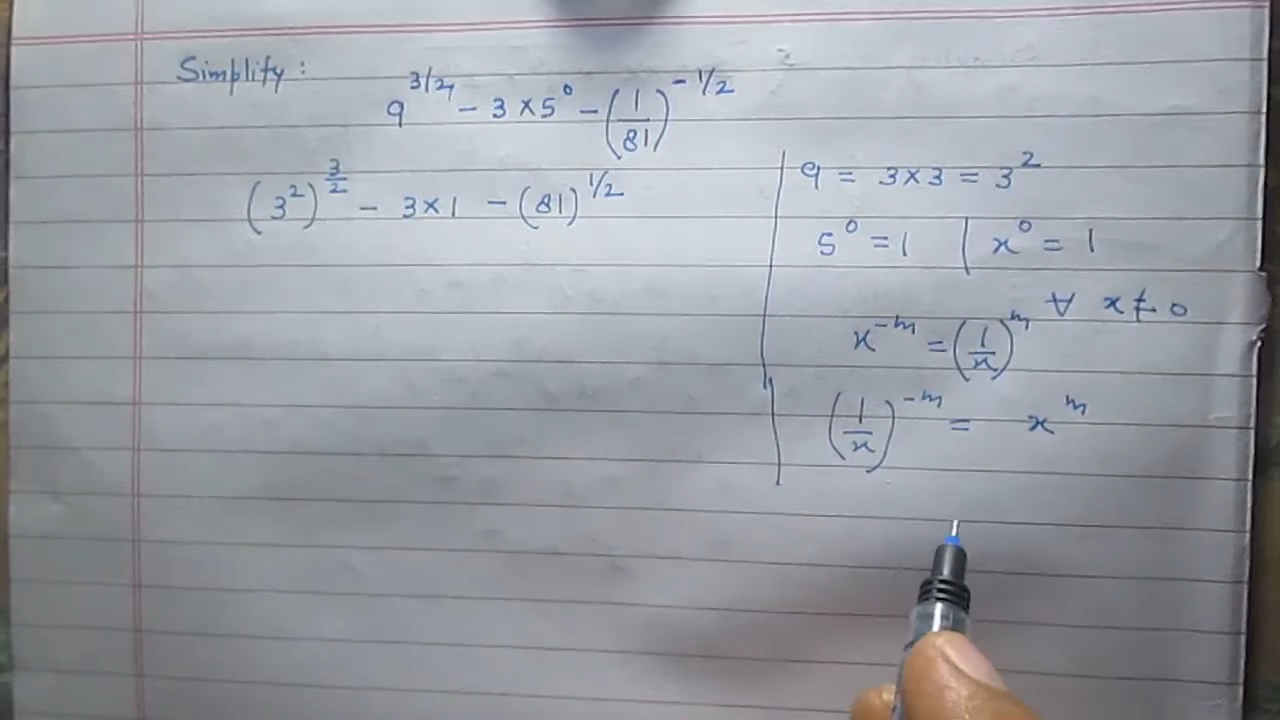 Simplify :
9^{3/2} - 3 × 5^0 - (1/81)^{-1/2}
(3^2)^{3/2} - 3 × 1 - (81)^{1/2}
9 = 3 × 3 = 3^2
5^0 = 1 | x^0 = 1
∀ x ≠ 0
x^{-m} = (1/x)^m
(1/x)^{-m} = x^m